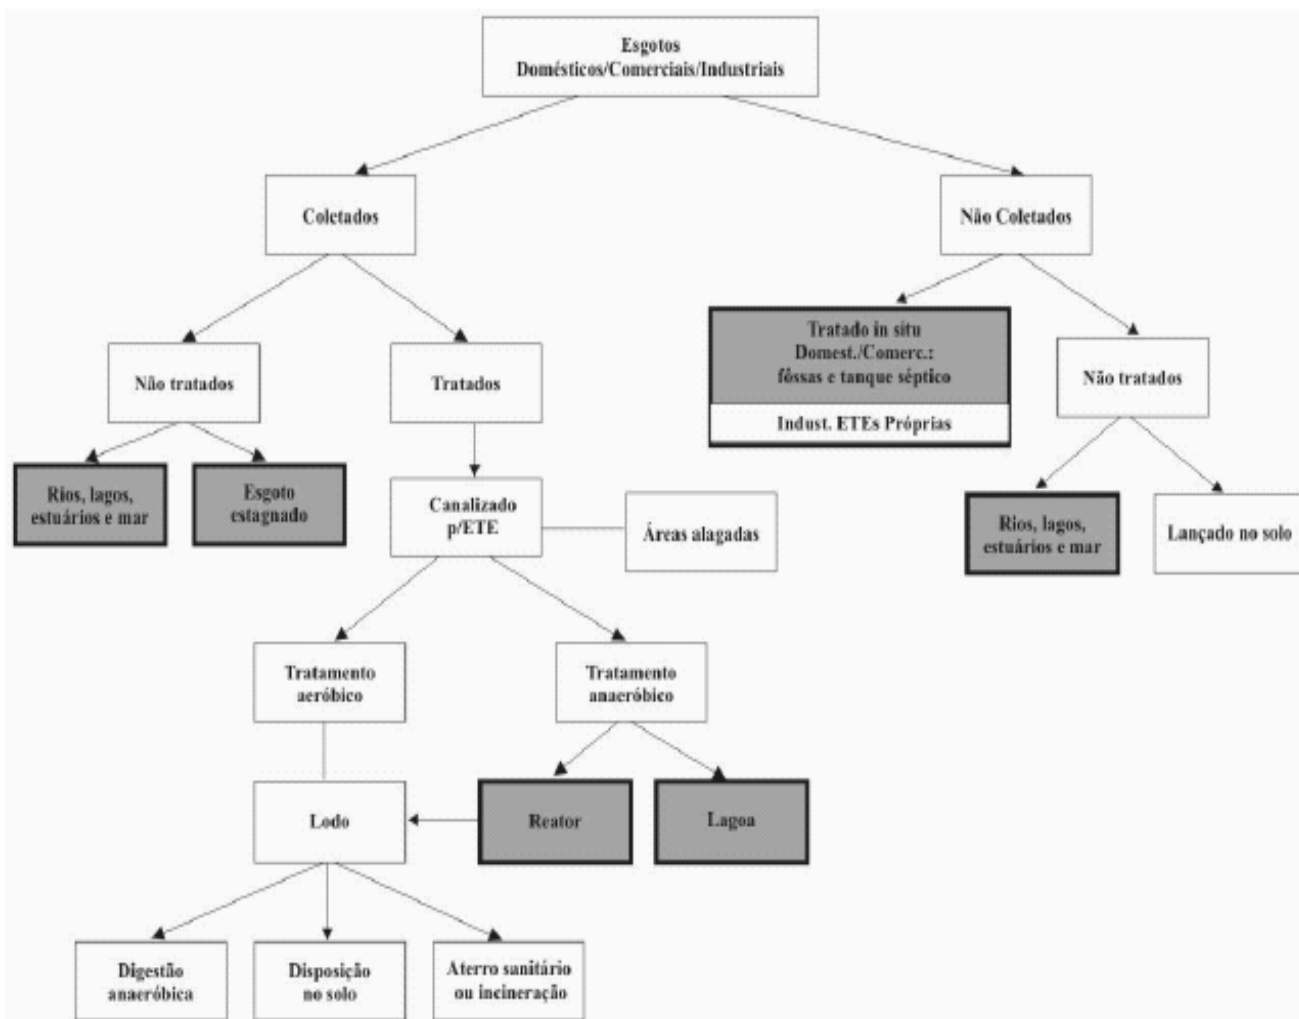 Esgotos
Domésticos/Comerciais/Industriais
Coletados
Não Coletados
Tratado in situ
Domest./Comerc.:
fóssas e tanque séptico
Indust. ETEs Próprias
Não tratados
Tratados
Não tratados
Rios, lagos,
estuários e mar
Esgoto
estagnado
Canalizado
p/ETE
Áreas alagadas
Rios, lagos,
estuários e mar
Lançado no solo
Tratamento
aeróbico
Tratamento
anaeróbico
Lodo
Reator
Lagoa
Digestão
anaeróbica
Disposição
no solo
Aterro sanitário
ou incineração